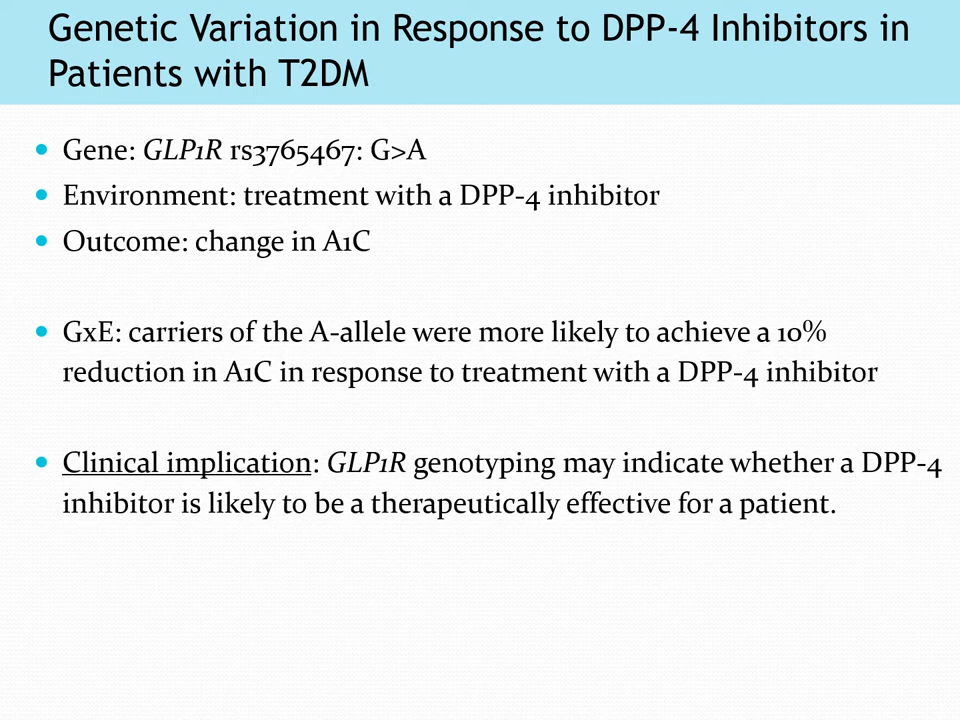 Genetic Variation in Response to DPP-4 Inhibitors in
Patients with T2DM
• Gene: GLP1R rs3765467: G>A
• Environment: treatment with a DPP-4 inhibitor
• Outcome: change in A1C
• GxE: carriers of the A-allele were more likely to achieve a 10%
reduction in A1C in response to treatment with a DPP-4 inhibitor
• Clinical implication: GLP1R genotyping may indicate whether a DPP-4
inhibitor is likely to be a therapeutically effective for a patient.